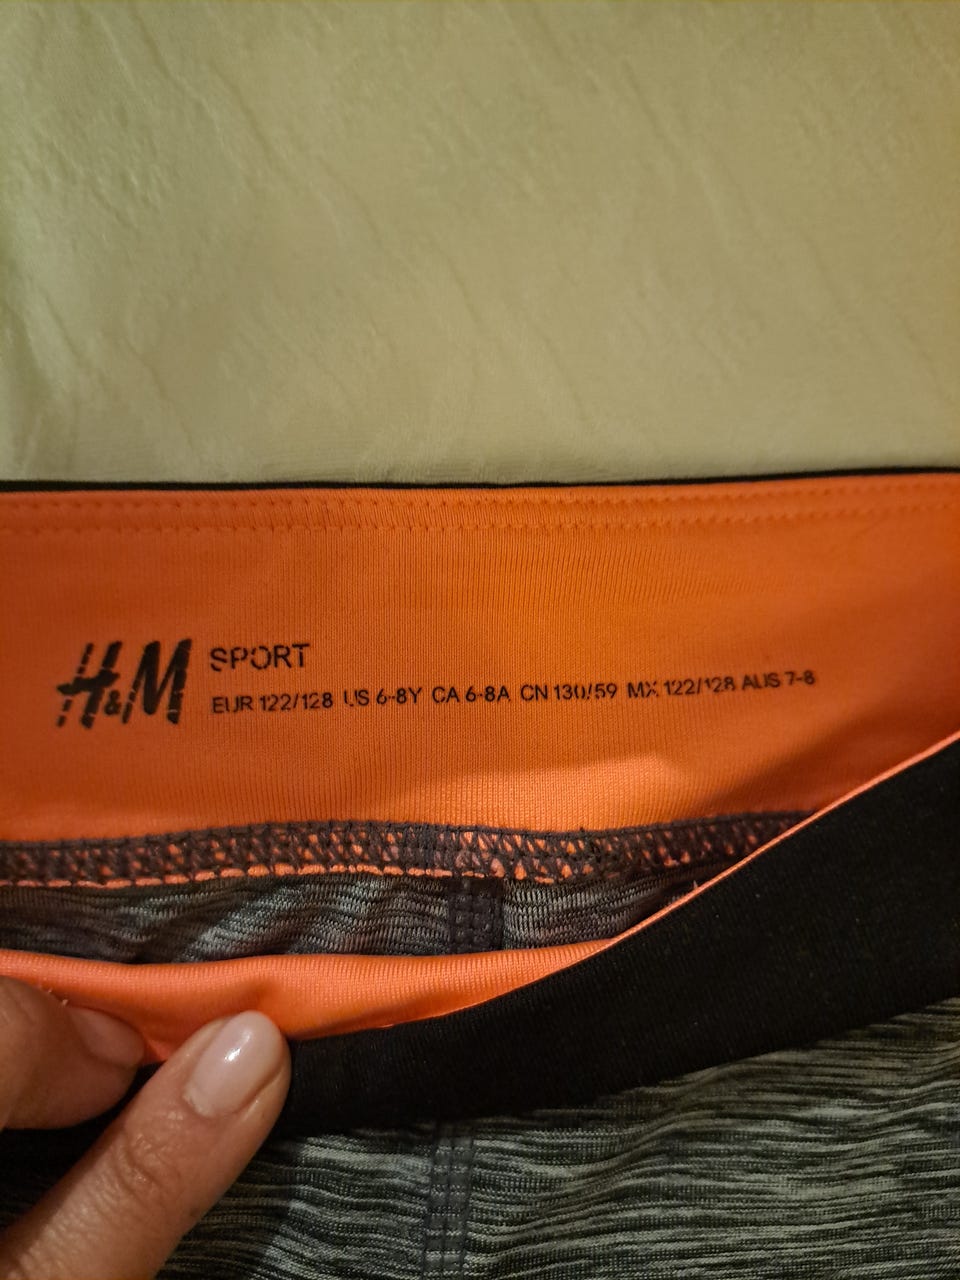 H&M SPORT
EUR 122/128 US 6-8Y CA 6-8A CN 130/59 MX 122/128 AUS 7-8